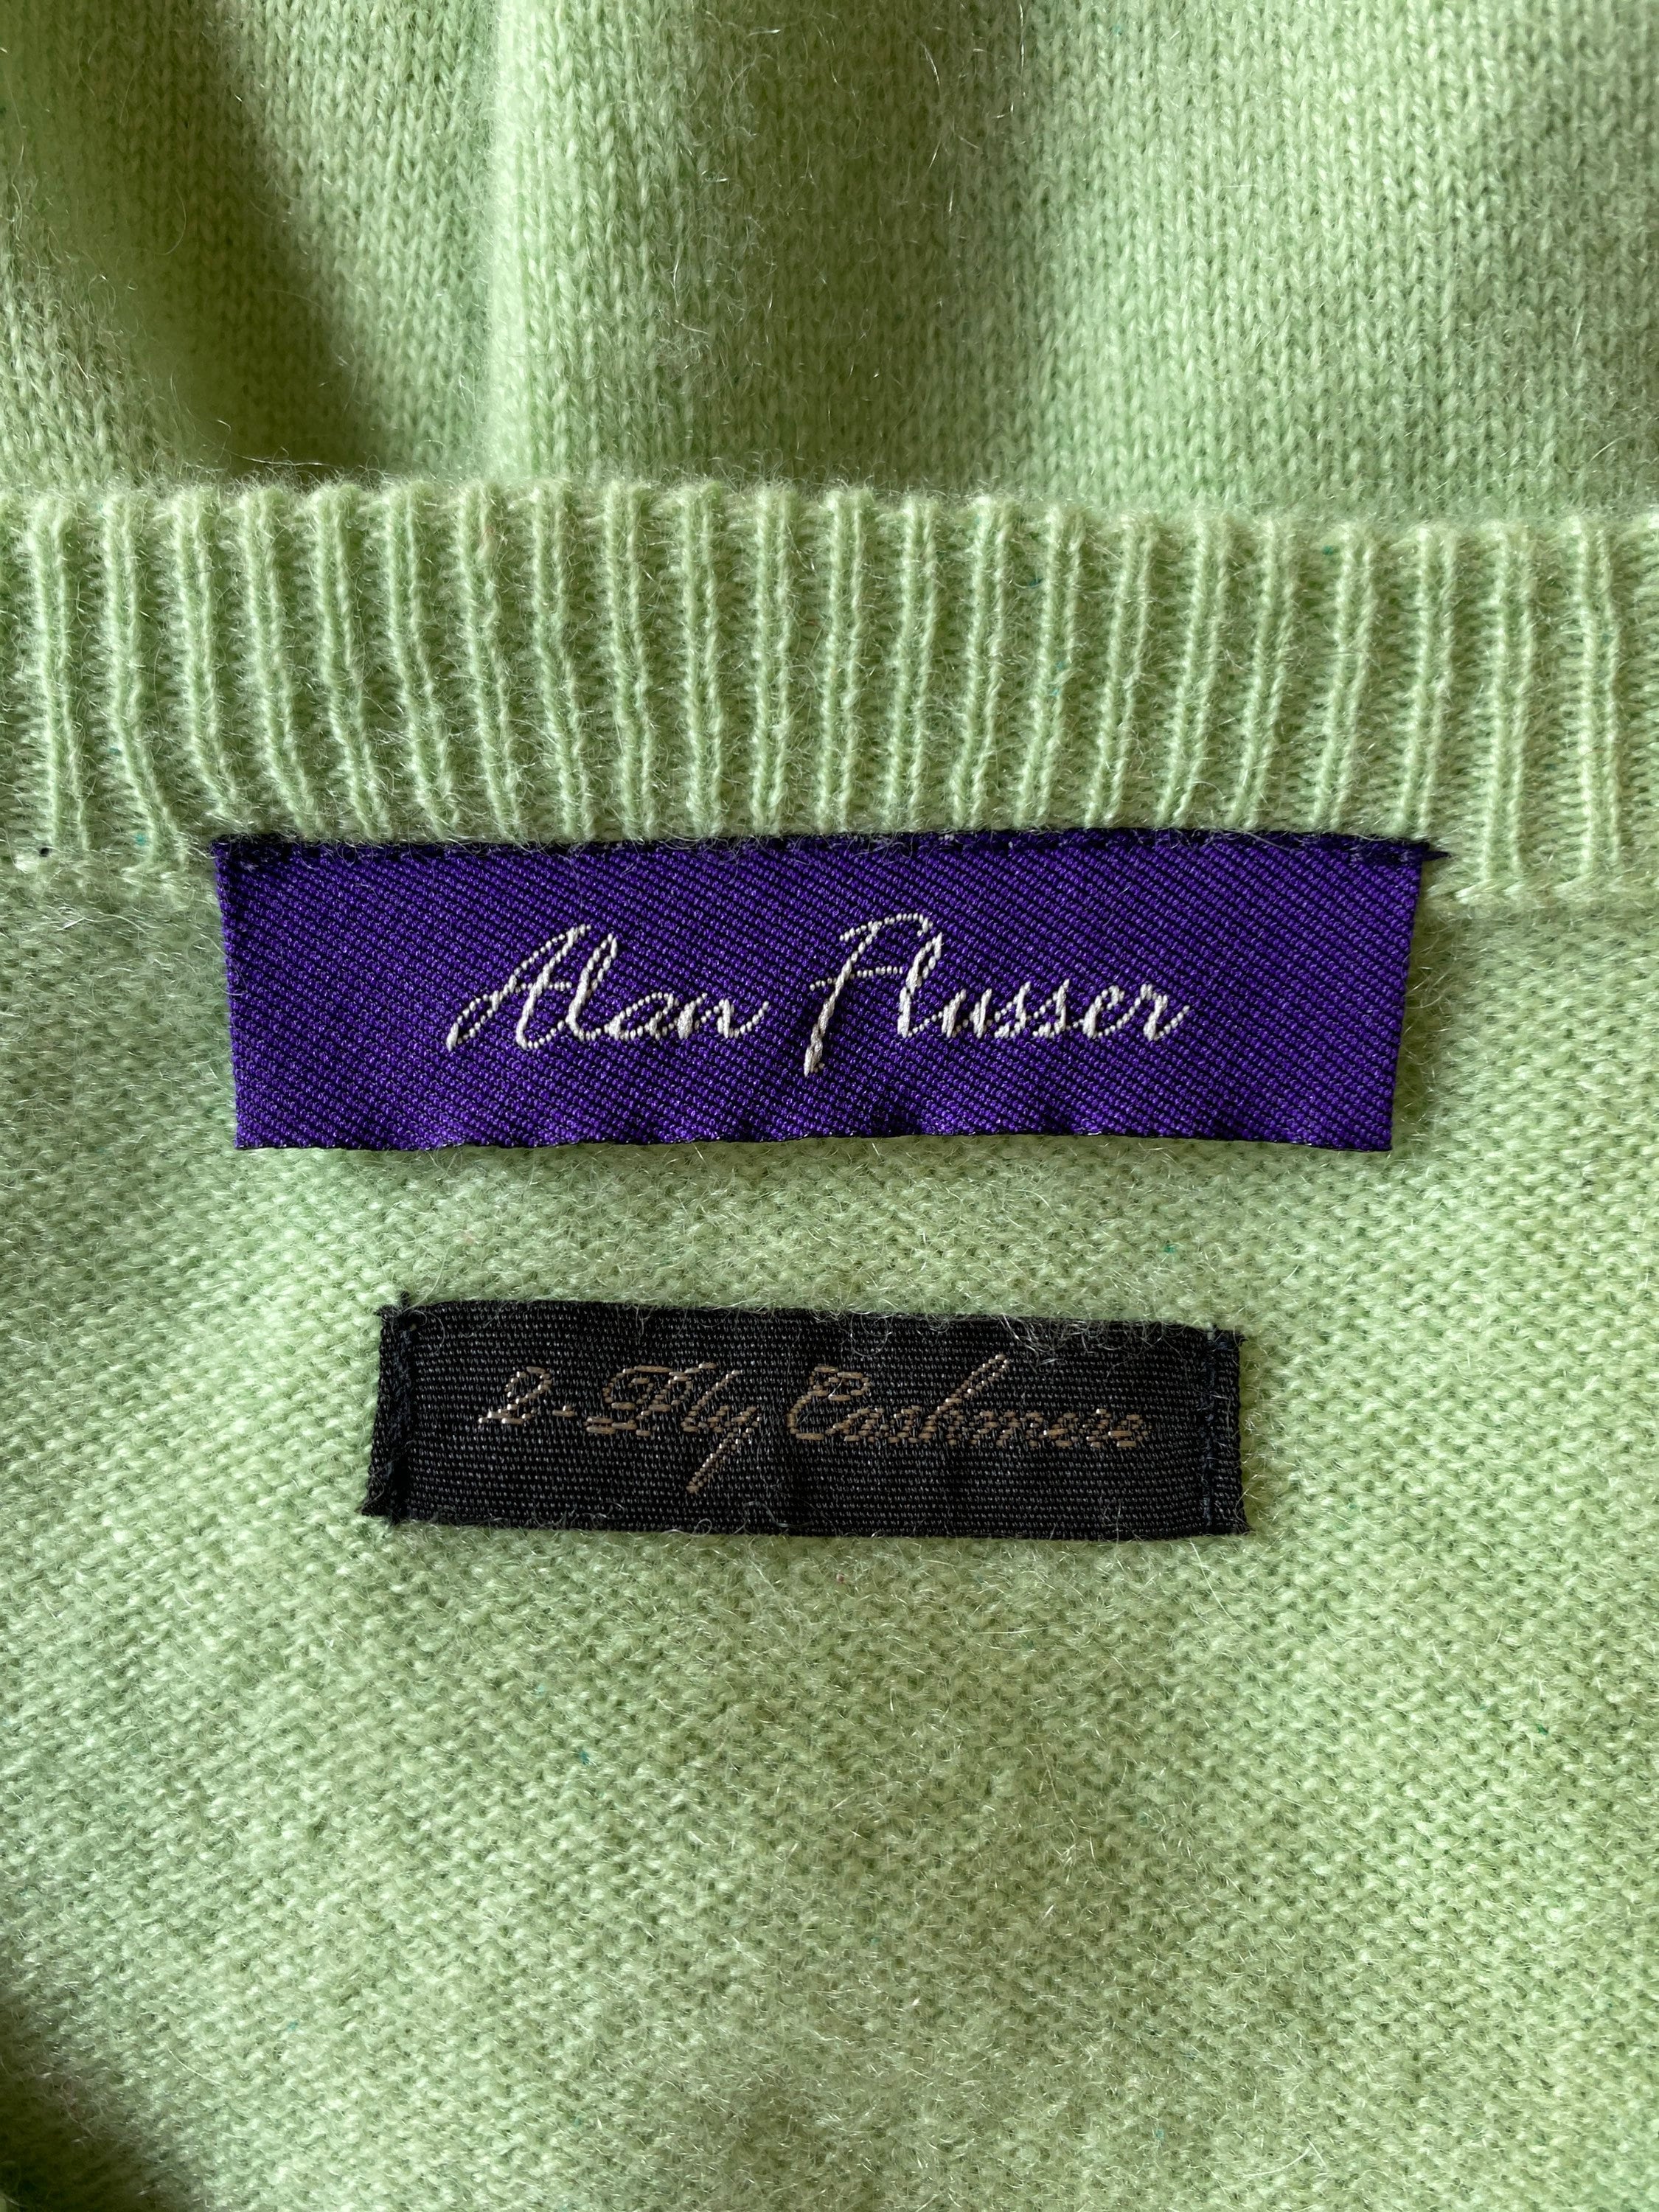 Alan Flusser
2-Ply Cashmere